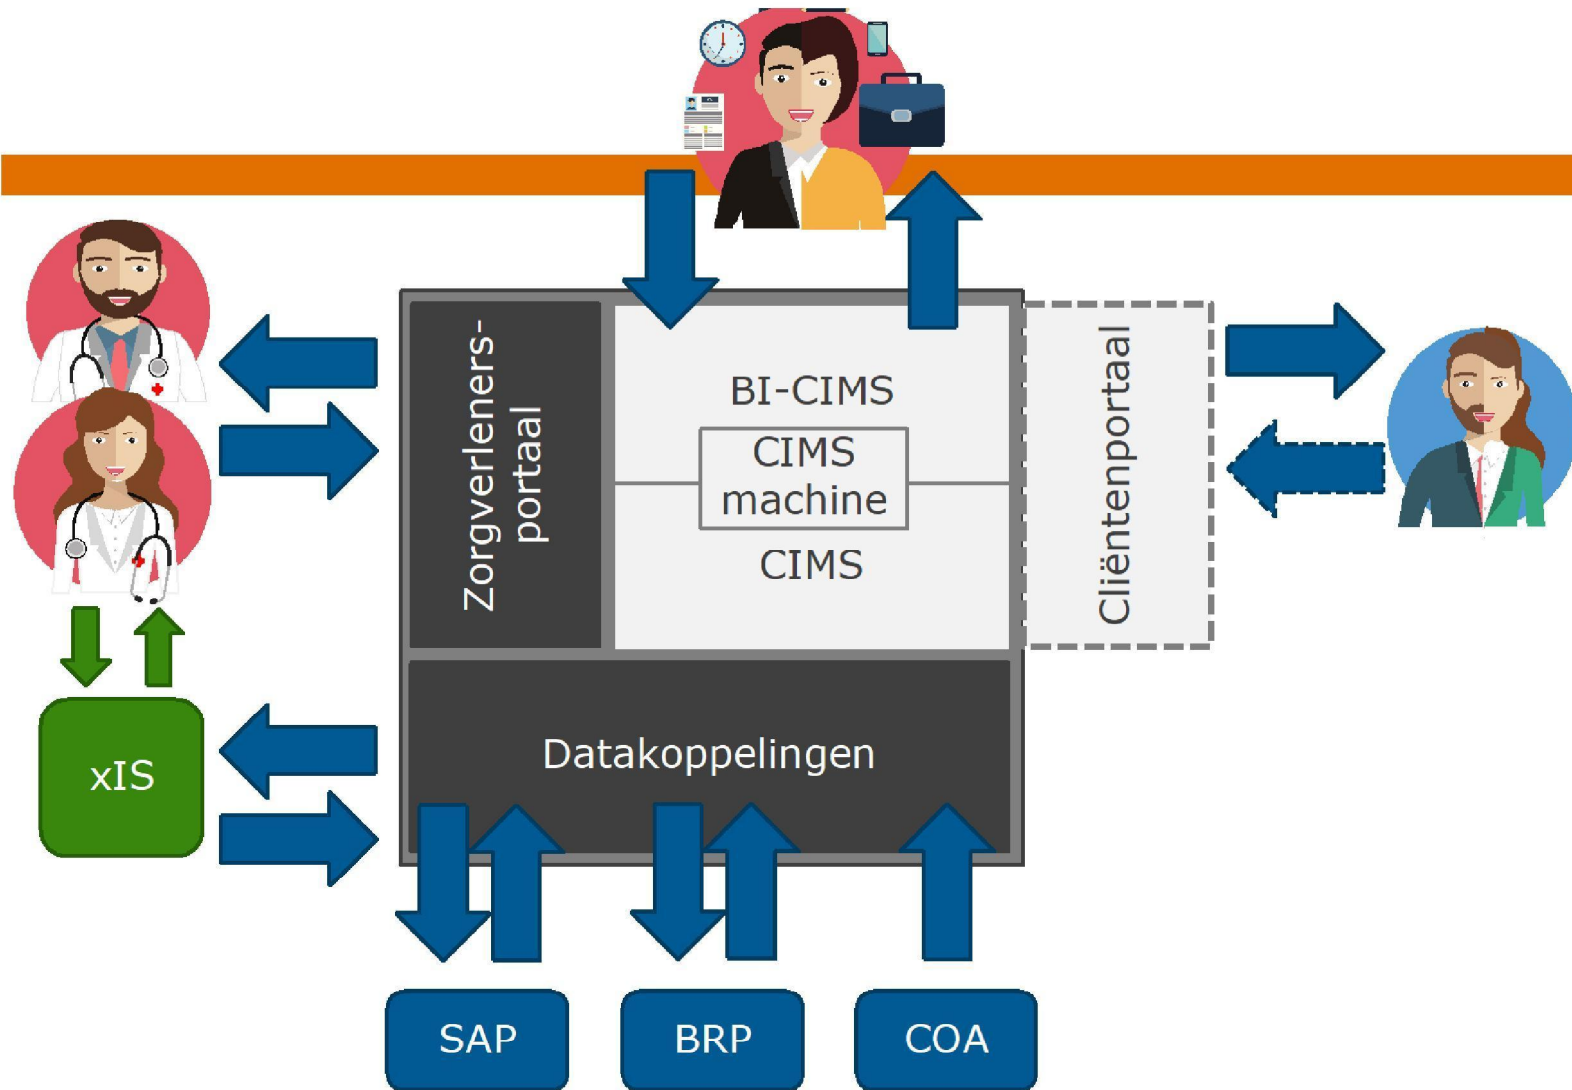 Zorgverleners-
portaal
BI-CIMS
CIMS
machine
CIMS
Cliëntenportaal
Datakoppelingen
xIS
SAP
BRP
COA